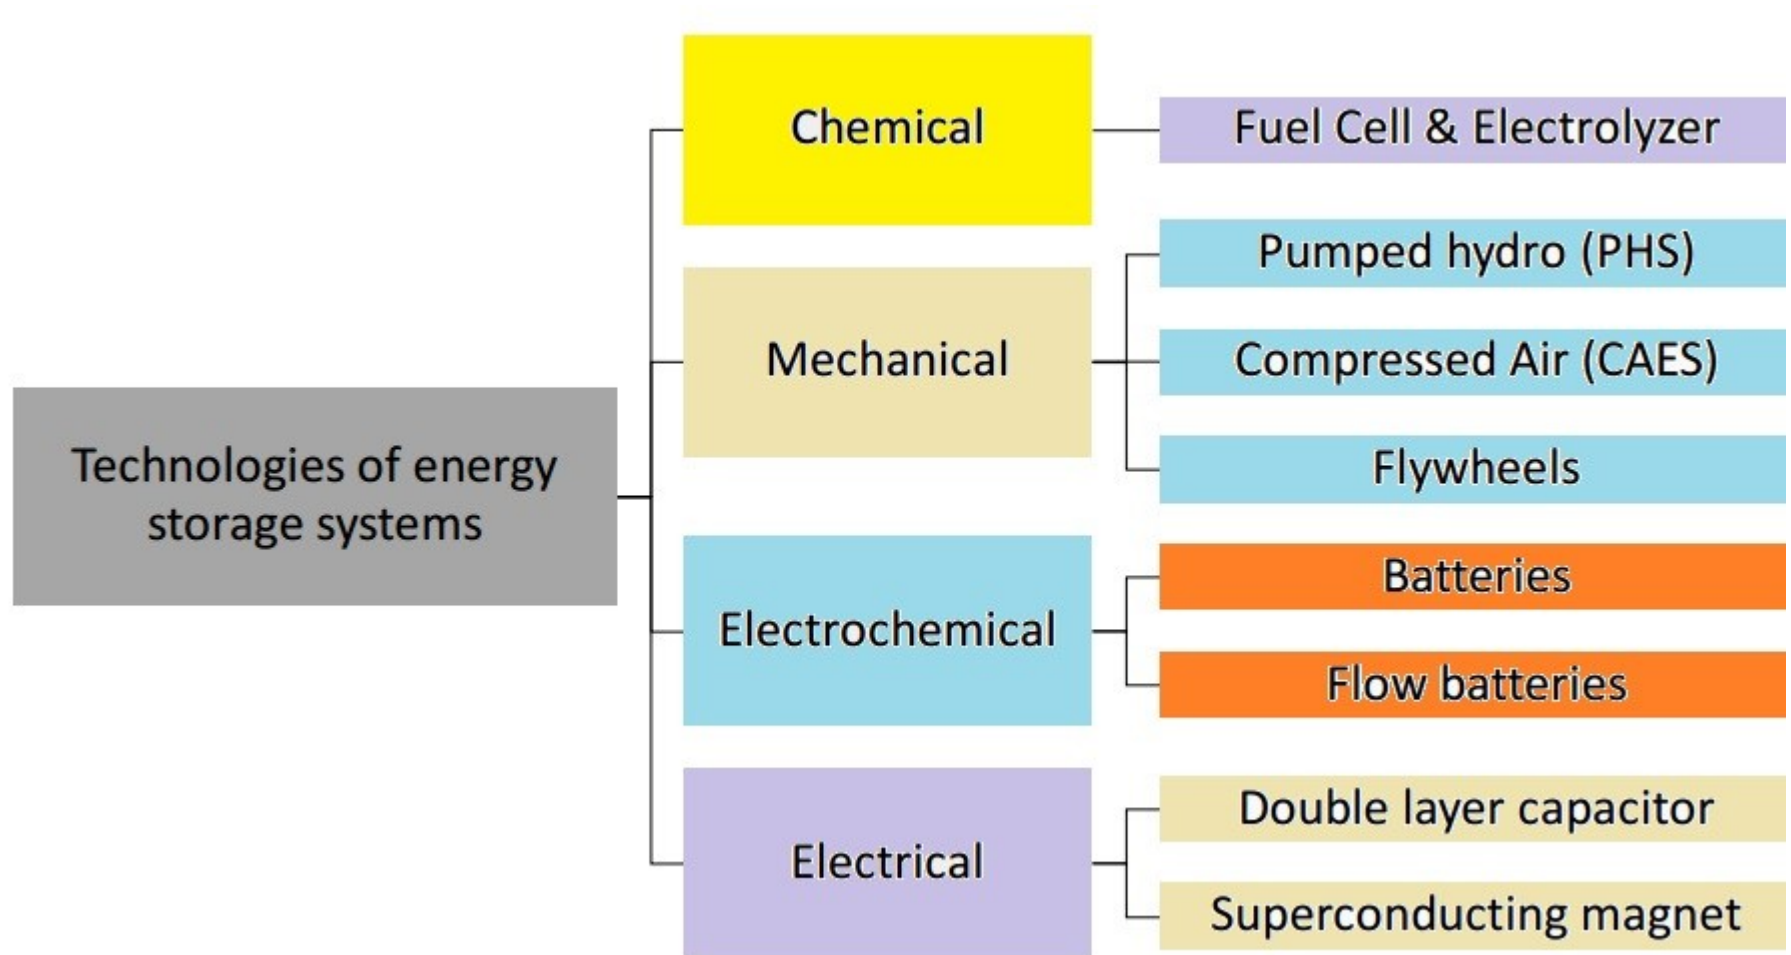 Technologies of energy
storage systems
Chemical
Fuel Cell & Electrolyzer
Mechanical
Pumped hydro (PHS)
Compressed Air (CAES)
Flywheels
Electrochemical
Batteries
Flow batteries
Electrical
Double layer capacitor
Superconducting magnet